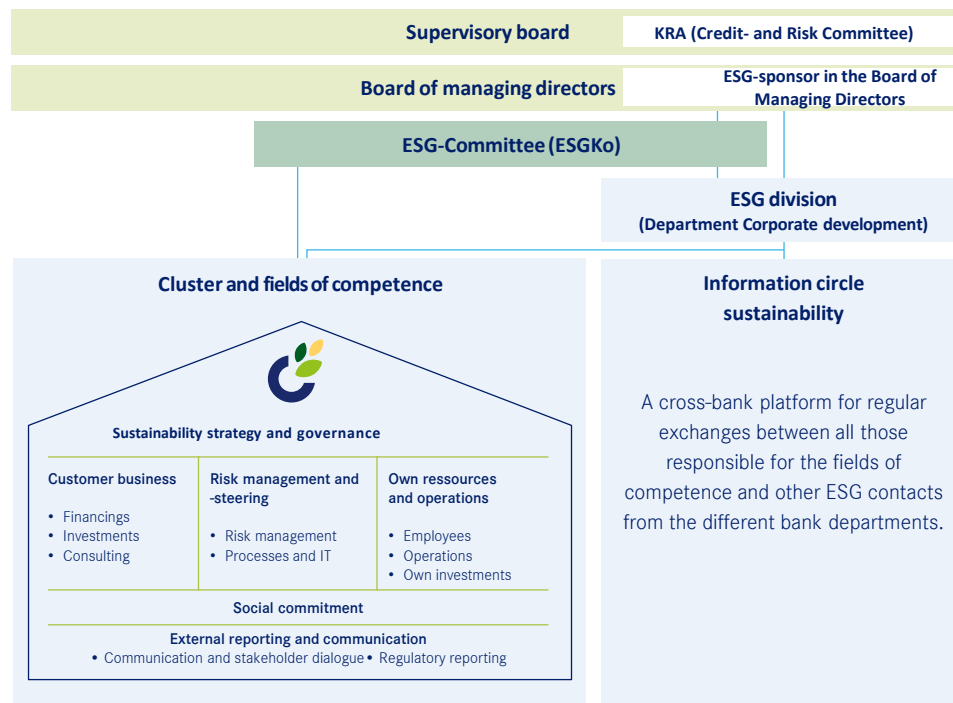 Supervisory board
KRA (Credit- and Risk Committee)
Board of managing directors
ESG-sponsor in the Board of
Managing Directors
ESG-Committee (ESGKo)
ESG division
(Department Corporate development)
Cluster and fields of competence
Sustainability strategy and governance
Customer business
• Financings
• Investments
• Consulting
Risk management and
-steering
• Risk management
• Processes and IT
Own ressources
and operations
• Employees
• Operations
• Own investments
Social commitment
External reporting and communication
• Communication and stakeholder dialogue • Regulatory reporting
Information circle
sustainability
A cross-bank platform for regular
exchanges between all those
responsible for the fields of
competence and other ESG contacts
from the different bank departments.